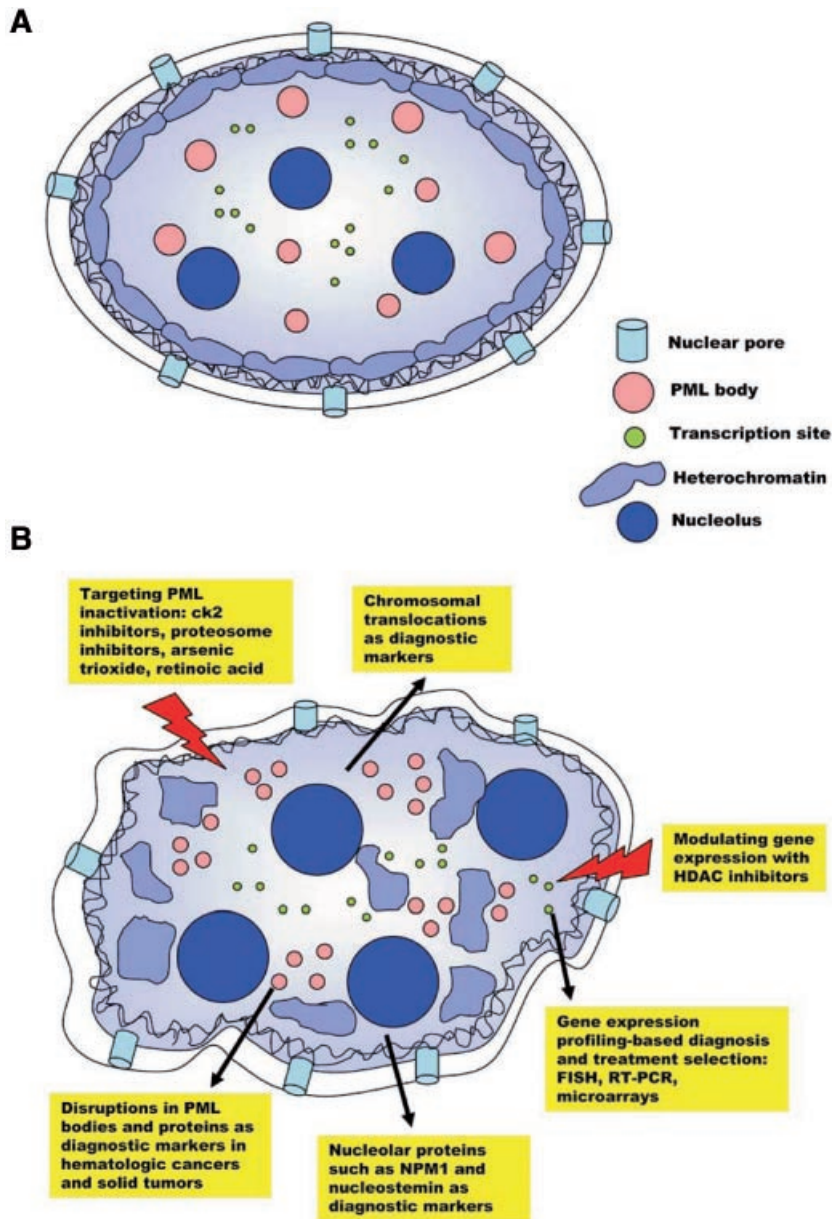 A
Nuclear pore
PML body
Transcription site
Heterochromatin
Nucleolus
B
Targeting PML
inactivation: ck2
inhibitors, proteosome
inhibitors, arsenic
trioxide, retinoic acid
Chromosomal
translocations
as diagnostic
markers
Modulating gene
expression with
HDAC inhibitors
Gene expression
profiling-based diagnosis
and treatment selection:
FISH, RT-PCR,
microarrays
Disruptions in PML
bodies and proteins as
diagnostic markers in
hematologic cancers
and solid tumors
Nucleolar proteins
such as NPM1 and
nucleostemin as
diagnostic markers